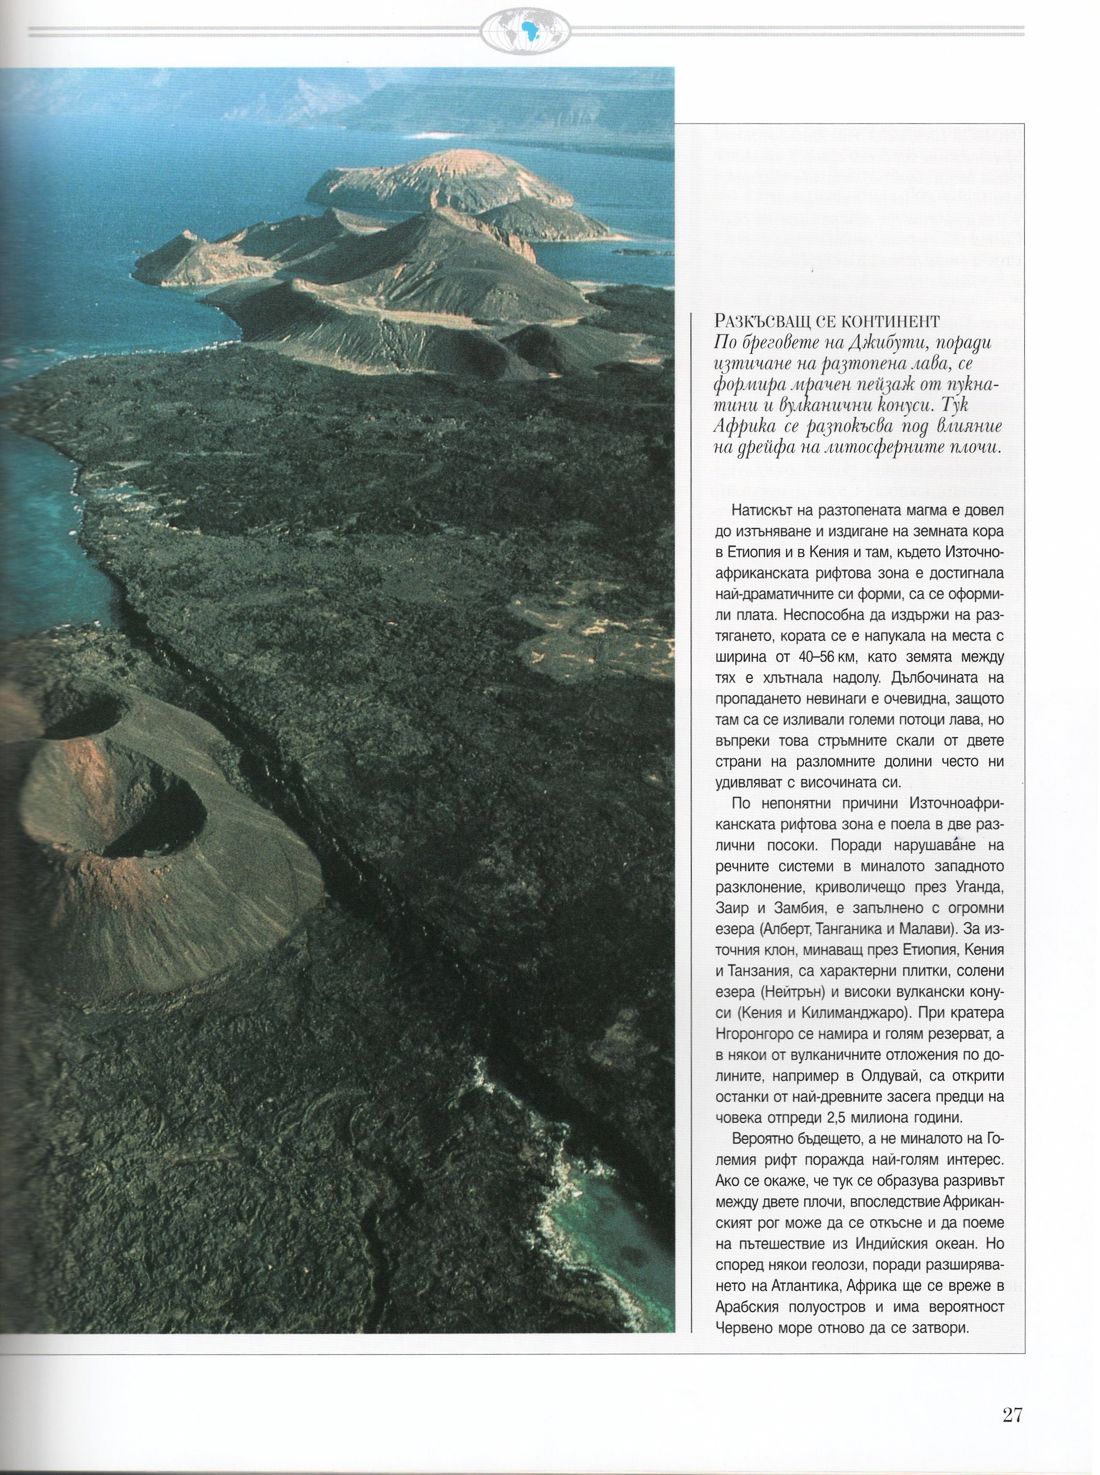 РАЗКЪСВАЩ СЕ КОНТИНЕНТ
По бреговете на Джибути, поради
изтичане на разтопена лава, се
формира мрачен пейзаж от пукна-
тини и вулканични конуси. Тук
Африка се разпокъсва под влияние
на дрейфа на литосферните плочи.
Натискът на разтопената магма е довел
до изтъняване и издигане на земната кора
в Етиопия и в Кения и там, където Източно-
африканската рифтова зона е достигнала
най-драматичните си форми, са се оформи-
ли плата. Неспособна да издържи на раз-
тягането, кората се е напукала на места с
ширина от 40–56 км, като земята между
тях е хлътнала надолу. Дълбочината на
пропадането невинаги е очевидна, защото
там са се изливали големи потоци лава, но
въпреки това стръмните скали от двете
страни на разломните долини често ни
удивляват с височината си.
По непонятни причини Източноафри-
канската рифтова зона е поела в две раз-
лични посоки. Поради нарушаване на
речните системи в миналото западното
разклонение, криволичещо през Уганда,
Заир и Замбия, е запълнено с огромни
езера (Алберт, Танганика и Малави). За из-
точния клон, минаващ през Етиопия, Кения
и Танзания, са характерни плитки, солени
езера (Нейтрън) и високи вулкански кону-
си (Кения и Килиманджаро). При кратера
Нгоронгоро се намира и голям резерват, а
в някои от вулканичните отложения по до-
лините, например в Олдувай, са открити
останки от най-древните засега предци на
човека отпреди 2,5 милиона години.
Вероятно бъдещето, а не миналото на Го-
лемия рифт поражда най-голям интерес.
Ако се окаже, че тук се образува разривът
между двете плочи, впоследствие Африкан-
ският рог може да се откъсне и да поеме
на пътешествие из Индийския океан. Но
според някои геолози, поради разширява-
нето на Атлантика, Африка ще се вреже в
Арабския полуостров и има вероятност
Червено море отново да се затвори.
27